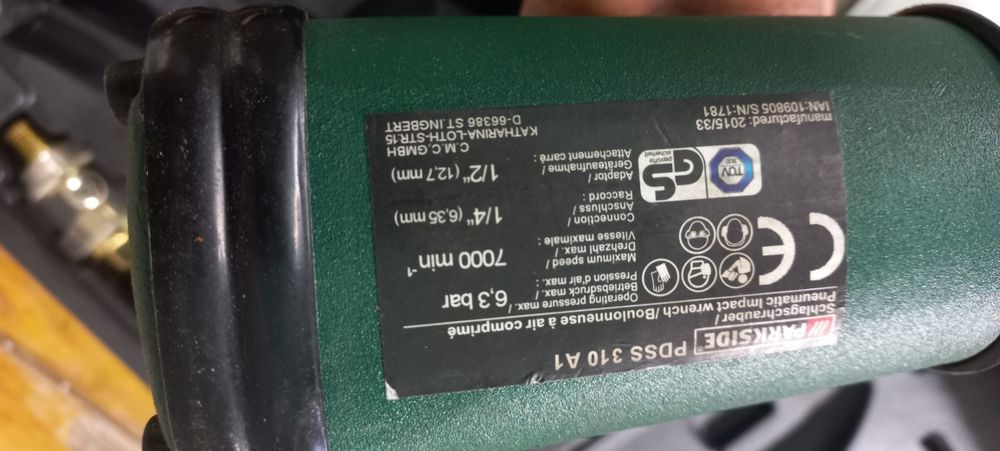 PARKSIDE® PDSS 310 A1
Schlagschrauber /
Pneumatic impact wrench /Boulonneuse à air comprimé
Operating pressure max. /
Betriebsdruck max. /
Pression d'air max. :
6,3 bar
Maximum speed /
Drehzahl max. /
Vitesse maximale :
7000 min-1
Connection /
Anschluss /
Raccord :
1/4" (6,35 mm)
Adaptor /
Geräteaufnahme /
Attachement carré :
1/2" (12,7 mm)
CE
TÜV
SÜD
GS
geprüfte
Sicherheit
manufactured: 2015/33
IAN:109805 S/N:1781
C.M.C.GMBH
KATHARINA-LOTH-STR.15
D-66386 ST.INGBERT